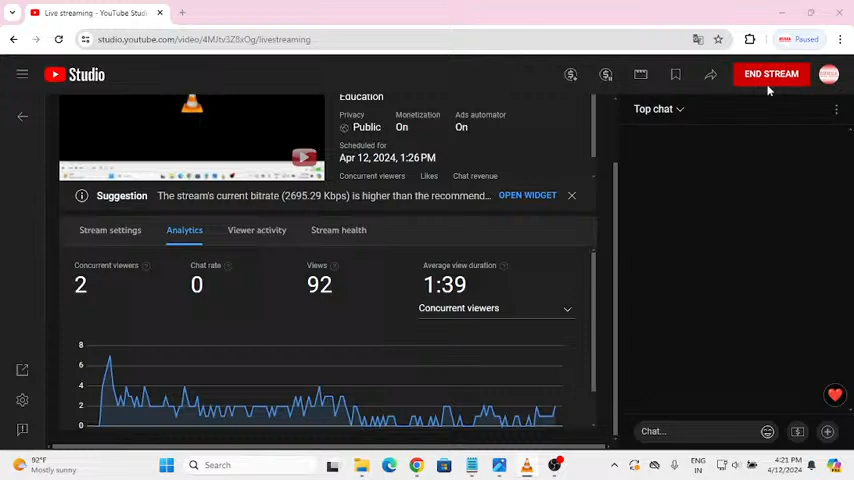 Live streaming - YouTube Studi
studio.youtube.com/video/4MJtv3Z8xOg/livestreaming
Paused
Studio
END STREAM
Education
Top chat
Privacy Monetization Ads automator
Public On On
Scheduled for
Apr 12, 2024, 1:26 PM
Concurrent viewers Likes Chat revenue
Suggestion The stream's current bitrate (2695.29 Kbps) is higher than the recommend... OPEN WIDGET
Stream settings Analytics Viewer activity Stream health
Concurrent viewers Chat rate Views Average view duration
2 0 92 1:39
Concurrent viewers
8
6
4
2
0
Chat...
92°F
Mostly sunny
Search
ENG
IN
4:21 PM
4/12/2024